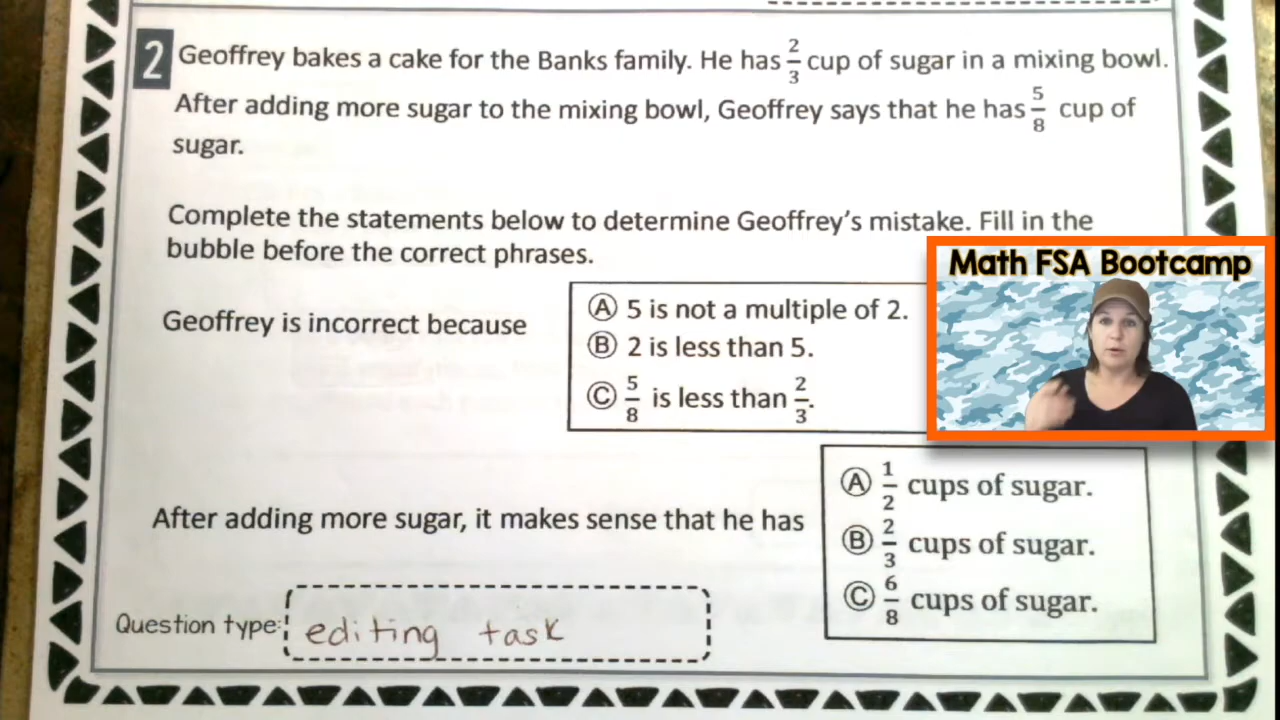 2 Geoffrey bakes a cake for the Banks family. He has 2/3 cup of sugar in a mixing bowl.
After adding more sugar to the mixing bowl, Geoffrey says that he has 5/8 cup of
sugar.
Complete the statements below to determine Geoffrey's mistake. Fill in the
bubble before the correct phrases.
Math FSA Bootcamp
Geoffrey is incorrect because
Ⓐ 5 is not a multiple of 2.
Ⓑ 2 is less than 5.
Ⓒ 5/8 is less than 2/3.
After adding more sugar, it makes sense that he has
Ⓐ 1/2 cups of sugar.
Ⓑ 2/3 cups of sugar.
Ⓒ 6/8 cups of sugar.
Question type: editing task